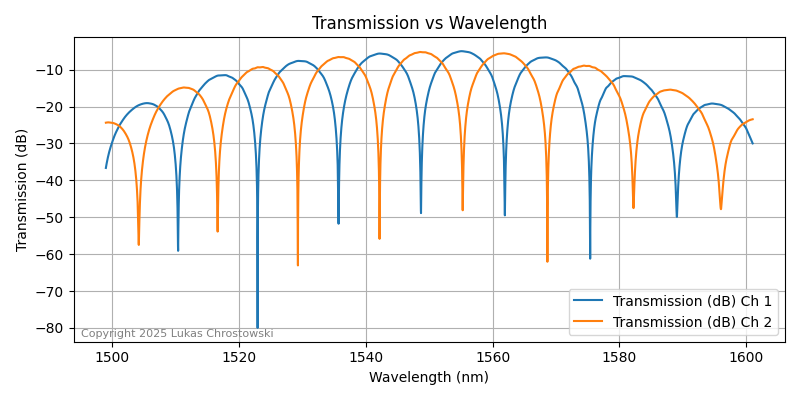 Transmission vs Wavelength
Transmission (dB)
−10
−20
−30
−40
−50
−60
−70
−80
Transmission (dB) Ch 1
Transmission (dB) Ch 2
Copyright 2025 Lukas Chrostowski
1500
1520
1540
1560
1580
1600
Wavelength (nm)